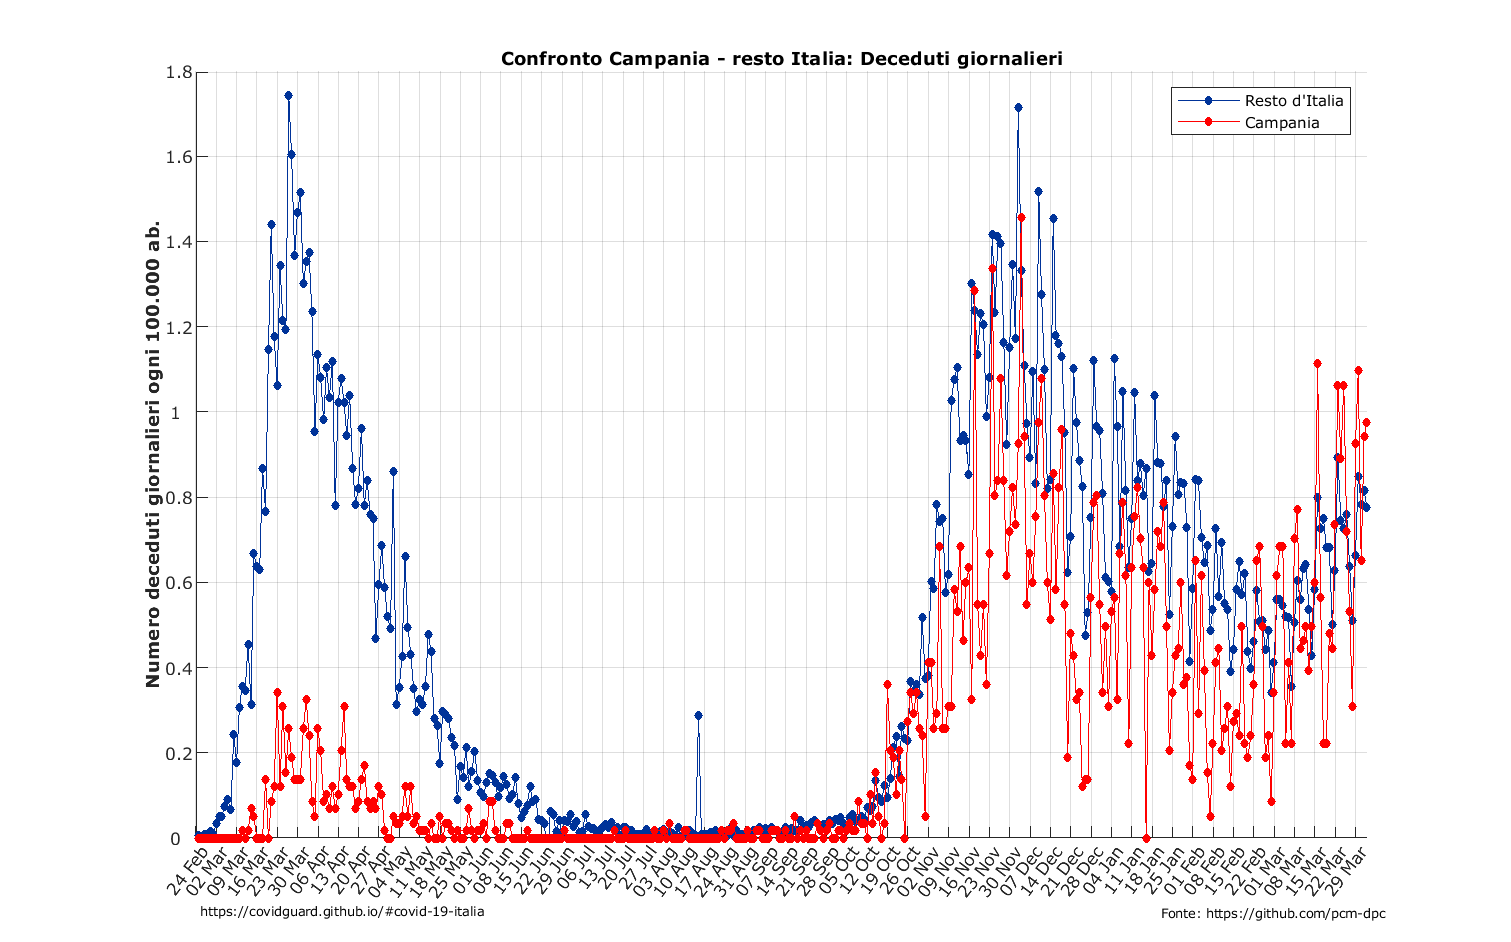 Confronto Campania - resto Italia: Deceduti giornalieri
Numero deceduti giornalieri ogni 100.000 ab.
1.8
1.6
1.4
1.2
1
0.8
0.6
0.4
0.2
0
Resto d'Italia
Campania
24 Feb
02 Mar
09 Mar
16 Mar
23 Mar
30 Mar
06 Apr
13 Apr
20 Apr
27 Apr
04 May
11 May
18 May
25 May
01 Jun
08 Jun
15 Jun
22 Jun
29 Jun
06 Jul
13 Jul
20 Jul
27 Jul
03 Aug
10 Aug
17 Aug
24 Aug
31 Aug
07 Sep
14 Sep
21 Sep
28 Sep
05 Oct
12 Oct
19 Oct
26 Oct
02 Nov
09 Nov
16 Nov
23 Nov
30 Nov
07 Dec
14 Dec
21 Dec
28 Dec
04 Jan
11 Jan
18 Jan
25 Jan
01 Feb
08 Feb
15 Feb
22 Feb
01 Mar
08 Mar
15 Mar
22 Mar
29 Mar
https://covidguard.github.io/#covid-19-italia
Fonte: https://github.com/pcm-dpc